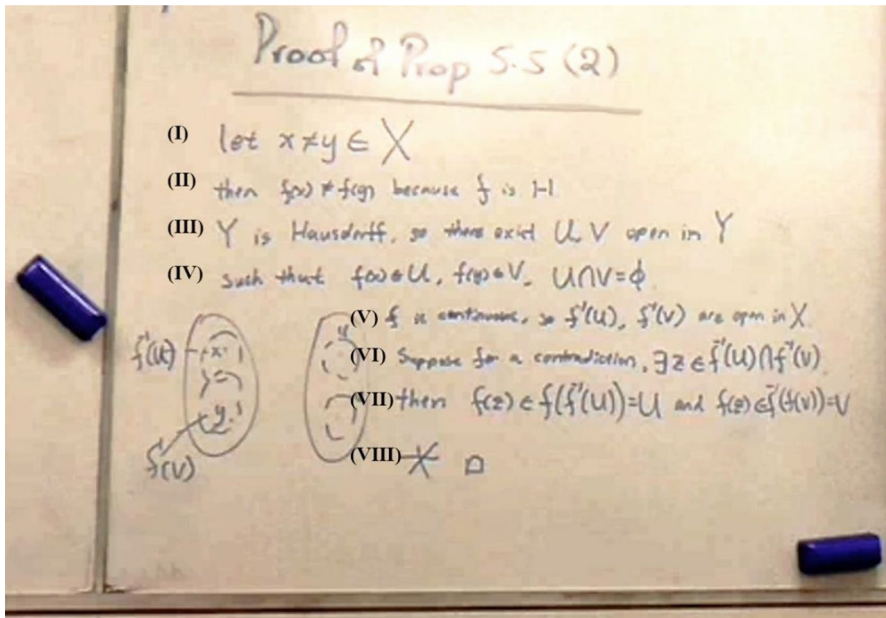 Proof of Prop 5.5 (2)
(I) let x≠y ∈ X
(II) then f(x) ≠ f(y) because f is 1-1
(III) Y is Hausdorff, so there exist U, V open in Y
(IV) such that f(x)∈U, f(y)∈V, U∩V=∅
(V) f is continuous, so f⁻¹(U), f⁻¹(V) are open in X
(VI) Suppose for a contradiction, ∃z∈f⁻¹(U)∩f⁻¹(V)
(VII) then f(z) ∈ f(f⁻¹(U))=U and f(z)∈f⁻¹(f(V))=V
(VIII) □
f⁻¹(U)
x
y
f⁻¹(V)